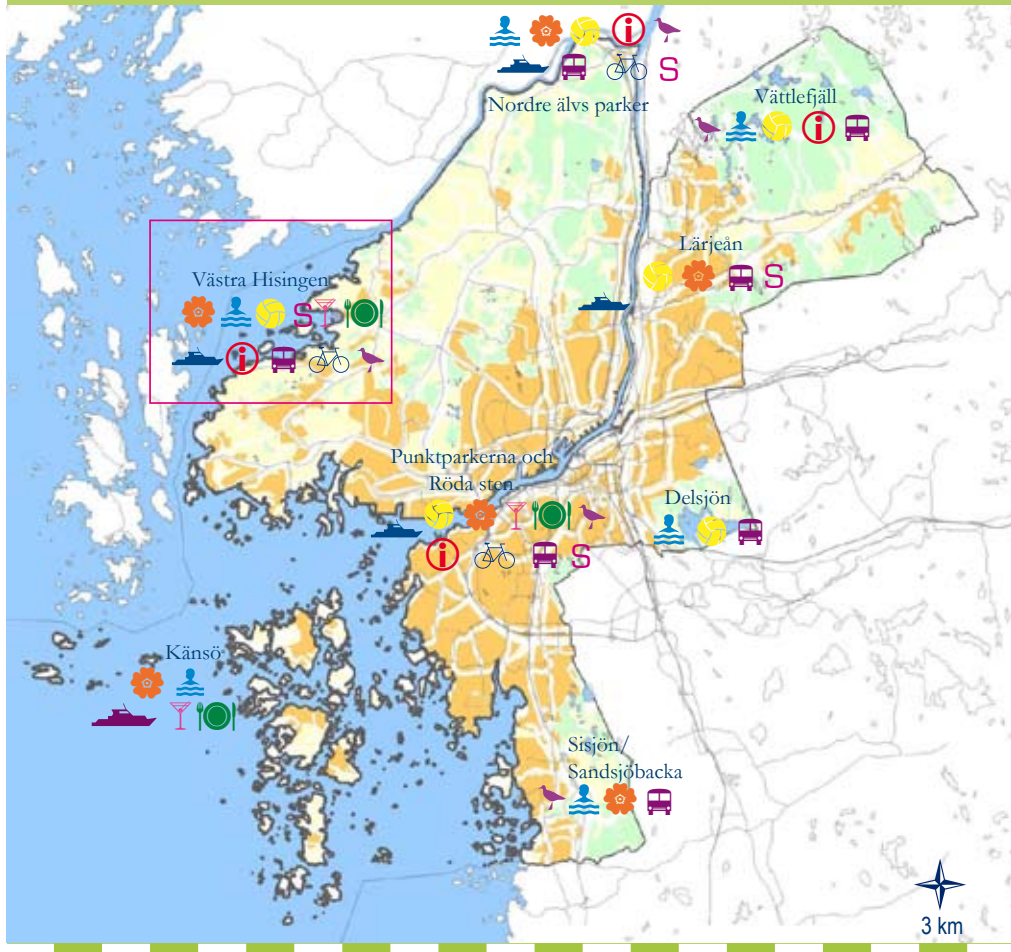 Nordre älvs parker
S
Vättlefjäll
Lärjeån
S
Västra Hisingen
S
Punktparkerna och
Röda sten
S
Delsjön
Känsö
Sisjön/
Sandsjöbacka
3 km